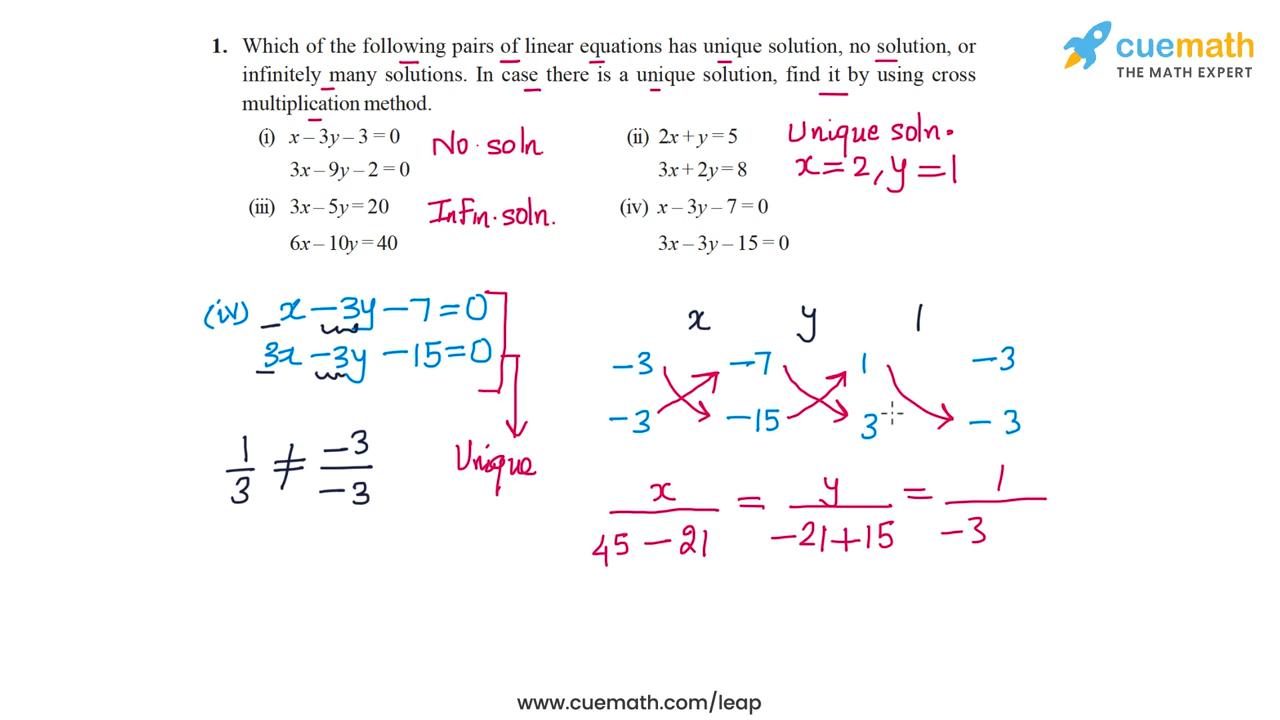 1. Which of the following pairs of linear equations has unique solution, no solution, or
infinitely many solutions. In case there is a unique solution, find it by using cross
multiplication method.
(i) x – 3y – 3 = 0
3x – 9y – 2 = 0
No. soln
(ii) 2x + y = 5
3x + 2y = 8
Unique soln.
x = 2, y = 1
(iii) 3x – 5y = 20
6x – 10y = 40
Infn. soln.
(iv) x – 3y – 7 = 0
3x – 3y – 15 = 0
cuemath
THE MATH EXPERT
(iv) x – 3y – 7 = 0
3x – 3y – 15 = 0
Unique
1/3 ≠ -3/-3
x y 1
-3 -7 1 -3
-3 -15 3 -3
x/(45 – 21) = y/(-21 + 15) = 1/(-3
www.cuemath.com/leap